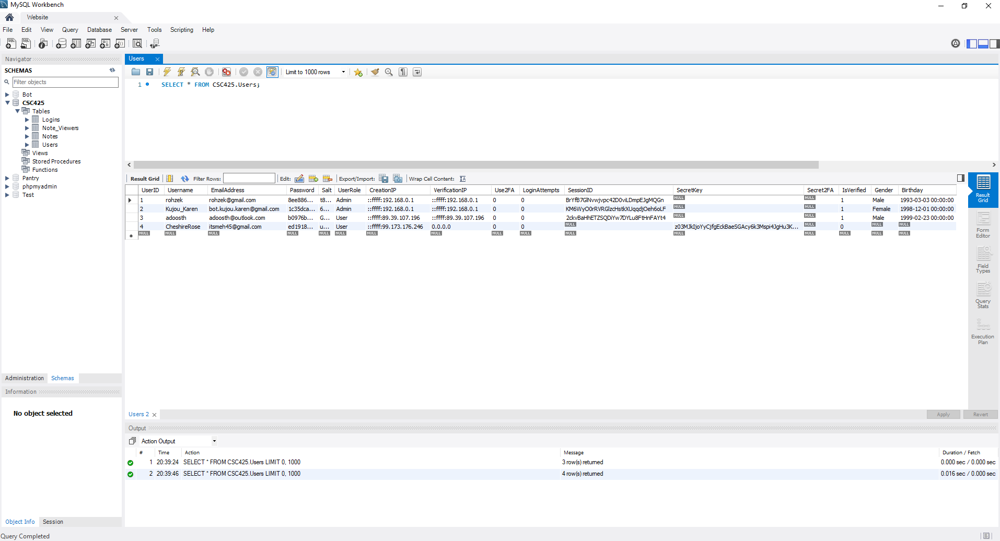 MySQL Workbench
Website
File Edit View Query Database Server Tools Scripting Help
Navigator
SCHEMAS
Filter objects
Bot
CSC425
Tables
Logins
Note_Viewers
Notes
Users
Views
Stored Procedures
Functions
Pantry
phpmyadmin
Test
Administration Schemas
Information
No object selected
Object Info Session
Users
Limit to 1000 rows
1 SELECT * FROM CSC425.Users;
Result Grid Filter Rows: Edit: Export/Import: Wrap Cell Content:
UserID Username EmailAddress Password Salt UserRole CreationIP VerificationIP Use2FA LoginAttempts SessionID SecretKey Secret2FA IsVerified Gender Birthday
1 rohzek rohzek@gmail.com 8ee886... t8... Admin ::ffff:192.168.0.1 ::ffff:192.168.0.1 0 0 BrYfB7GlNvwjvpc42D0viLDmpEJgMQGn NULL NULL 1 Male 1993-03-03 00:00:00
2 Kujou_Karen bot.kujou.karen@gmail.com 1c35dca... 6... Admin ::ffff:192.168.0.1 ::ffff:192.168.0.1 0 0 KM6WyO0rRVRGlzcHstkXUqqdjOeh6oLF NULL NULL 1 Female 1998-12-01 00:00:00
3 adoosth adoosth@outlook.com b0976b... G... User ::ffff:89.39.107.196 ::ffff:89.39.107.196 0 0 2ckvBaHhETZSQDiYw7DYLu8FtHnFAYt4 NULL NULL 1 Male 1999-02-23 00:00:00
4 CheshireRose itsmeh45@gmail.com ed1918... u... User ::ffff:99.173.176.246 0.0.0.0 0 0 NULL z03MJkIjoYyCjfgEckBaeSGAcy6k3Mspi4JgHu3K... NULL 0 NULL NULL
NULL NULL NULL NULL NULL NULL NULL NULL NULL NULL NULL NULL NULL NULL NULL NULL
Result Grid
Form Editor
Field Types
Query Stats
Execution Plan
Users 2
Apply Revert
Output
Action Output
# Time Action Message Duration / Fetch
1 20:39:24 SELECT * FROM CSC425.Users LIMIT 0, 1000 3 row(s) returned 0.000 sec / 0.000 sec
2 20:39:46 SELECT * FROM CSC425.Users LIMIT 0, 1000 4 row(s) returned 0.016 sec / 0.000 sec
Query Completed